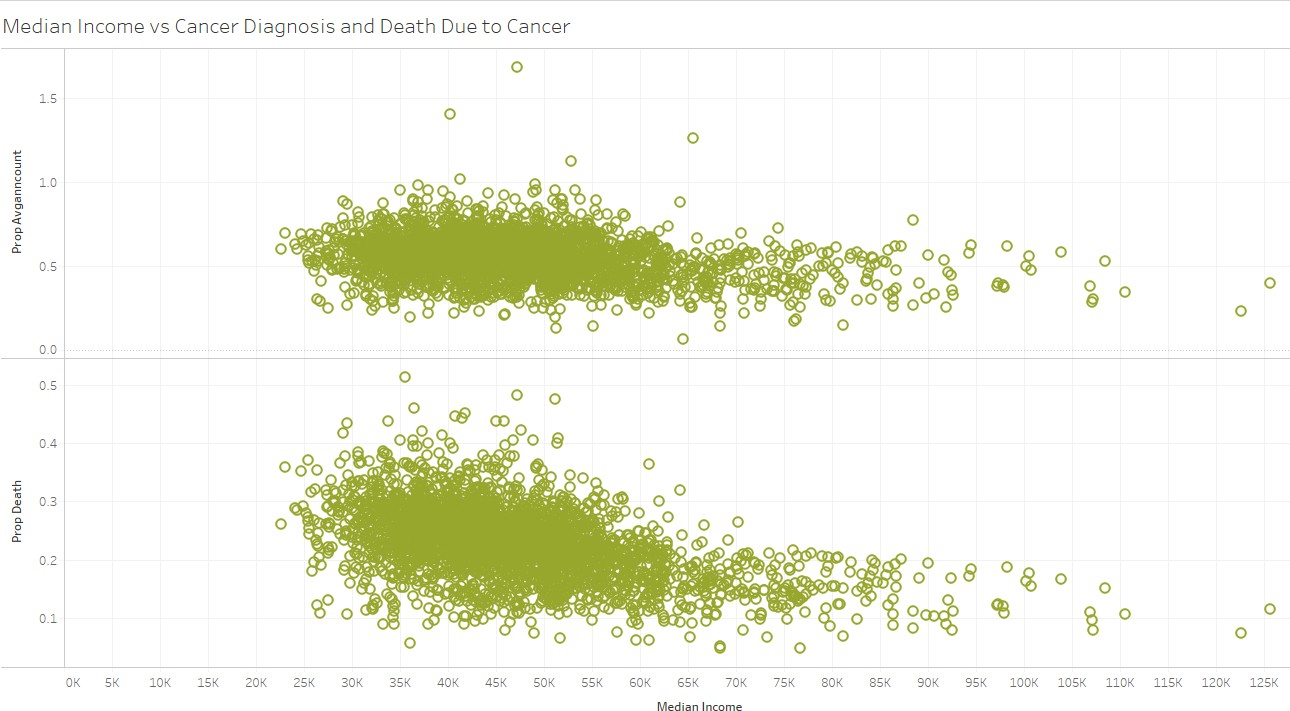 Median Income vs Cancer Diagnosis and Death Due to Cancer
Prop Avganncount
1.5
1.0
0.5
0.0
Prop Death
0.5
0.4
0.3
0.2
0.1
0K 5K 10K 15K 20K 25K 30K 35K 40K 45K 50K 55K 60K 65K 70K 75K 80K 85K 90K 95K 100K 105K 110K 115K 120K 125K
Median Income